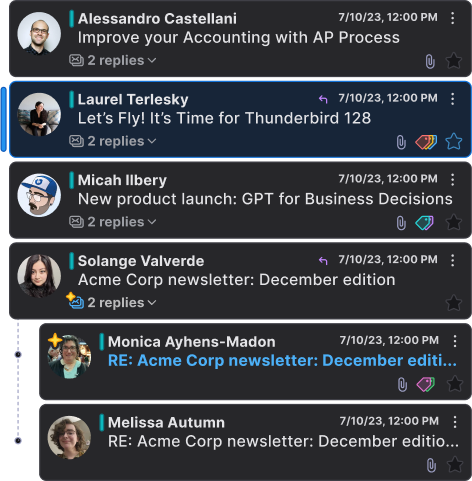 Alessandro Castellani 7/10/23, 12:00 PM
Improve your Accounting with AP Process
2 replies
Laurel Terlesky 7/10/23, 12:00 PM
Let's Fly! It's Time for Thunderbird 128
2 replies
Micah Ilbery 7/10/23, 12:00 PM
New product launch: GPT for Business Decisions
2 replies
Solange Valverde 7/10/23, 12:00 PM
Acme Corp newsletter: December edition
2 replies
Monica Ayhens-Madon 7/10/23, 12:00 PM
RE: Acme Corp newsletter: December editi...
Melissa Autumn 7/10/23, 12:00 PM
RE: Acme Corp newsletter: December editio...